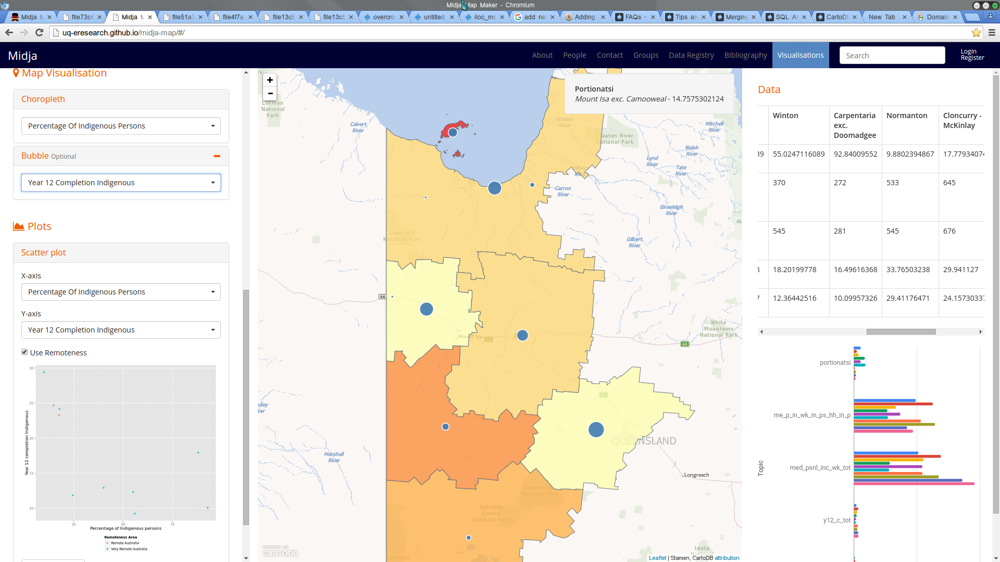 Midja Map Maker - Chromium
Midja M
file73c4
Midja M
file51a7
file4f7a
file13c5
file13c5
overcro
untitled
iloc_me
add ne
Adding
FAQs -
Tips an
Merging
SQL A
CartoD
New Tab
Domain
uq-eresearch.github.io/midja-map/#/
Midja
About
People
Contact
Groups
Data Registry
Bibliography
Visualisations
Search
Login
Register
Map Visualisation
Choropleth
Percentage Of Indigenous Persons
Bubble Optional
Year 12 Completion Indigenous
Plots
Scatter plot
X-axis
Percentage Of Indigenous Persons
Y-axis
Year 12 Completion Indigenous
Use Remoteness
30
25
20
15
10
Year 12 completion Indigenous
25
50
75
Percentage of Indigenous persons
Remoteness Area
Remote Australia
Very Remote Australia
+
-
Limmen
National
Park
Calvert
River
Portionatsi
Mount Isa exc. Camooweal - 14.7575302124
Staaten
River
Staaten River
National Park
Mitchell
River
Walsh
River
Lynd
River
Tate
River
Gilbert
Riv
Carron
River
Einasleigh
River
Lawn Hill
National Park
Gilbert
River
66
Mount Isa
A2
White
Mountains
National Park
A6
ndey
ver
A2
Marshall
River
QUEENSLAND
Longreach
Diamantina
National Park
Astrebla
Downs
National Park
Simpson
Idalia
POWERED BY
CARTODB
Leaflet | Stamen, CartoDB attribution
Data
Winton
Carpentaria
exc.
Doomadgee
Normanton
Cloncurry -
McKinlay
39 55.0247116089 92.84009552 9.8802394867 17.77934074
370 272 533 645
545 281 545 676
18.20199778 16.49616368 33.76503238 29.941127
12.36442516 10.09957326 29.41176471 24.15730337
Topic
portionatsi
me_p_in_wk_in_ps_hh_in_p
med_psnl_inc_wk_tot
y12_c_tot